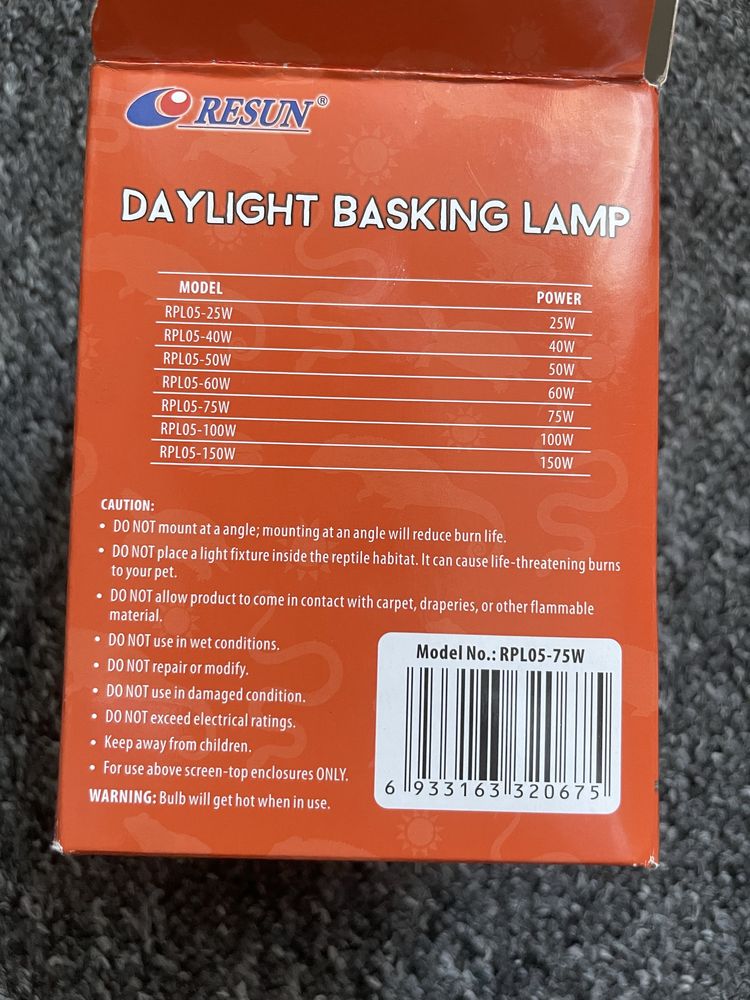 RESUN®
DAYLIGHT BASKING LAMP
MODEL POWER
RPL05-25W 25W
RPL05-40W 40W
RPL05-50W 50W
RPL05-60W 60W
RPL05-75W 75W
RPL05-100W 100W
RPL05-150W 150W
CAUTION:
• DO NOT mount at a angle; mounting at an angle will reduce burn life.
• DO NOT place a light fixture inside the reptile habitat. It can cause life-threatening burns
to your pet.
• DO NOT allow product to come in contact with carpet, draperies, or other flammable
material.
• DO NOT use in wet conditions.
• DO NOT repair or modify.
• DO NOT use in damaged condition.
• DO NOT exceed electrical ratings.
• Keep away from children.
• For use above screen-top enclosures ONLY.
WARNING: Bulb will get hot when in use.
Model No.: RPL05-75W
6 933163 320675